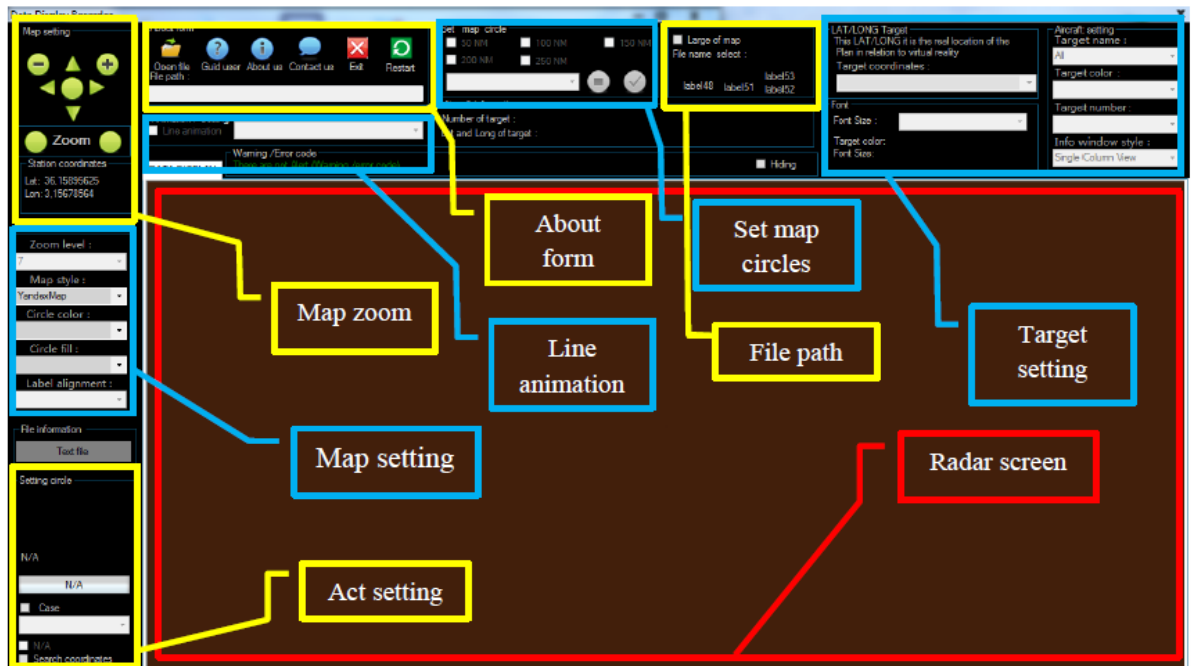 Map setting
Zoom
Station coordinates
Lat: 36,15895625
Lon: 3,15678564
About form
Open file Guid user About us Contact us Exit Restart
File path :
Line animation
Warning /Error code
Set map circle
50 NM 100 NM 150 NM
200 NM 250 NM
Number of target :
and Long of target :
Hiding
Large of map
File name select :
label48 label51 label53
label52
LAT/LONG Target
This LAT/LONG it is the real location of the
Plan in relation to virtual reality
Target coordinates :
Font
Font Size :
Target color:
Font Size:
Aircraft setting
Target name :
All
Target color :
Target number :
Info window style :
Single Column View
Zoom level :
7
Map style :
YandexMap
Circle color :
Circle fill :
Label alignment :
File information
Text file
Setting circle
N/A
N/A
Case
N/A
Search coordinates
About
form
Set map
circles
Map zoom
Line
animation
File path
Target
setting
Map setting
Radar screen
Act setting